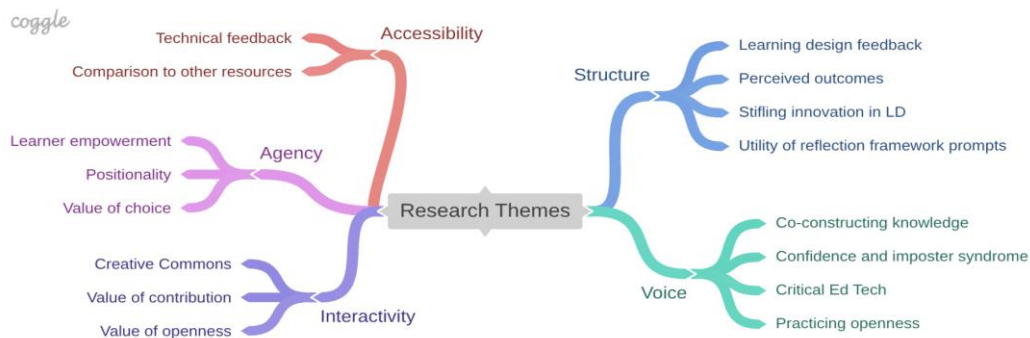 coggle
Research Themes
Accessibility
Technical feedback
Comparison to other resources
Agency
Learner empowerment
Positionality
Value of choice
Interactivity
Creative Commons
Value of contribution
Value of openness
Structure
Learning design feedback
Perceived outcomes
Stifling innovation in LD
Utility of reflection framework prompts
Voice
Co-constructing knowledge
Confidence and imposter syndrome
Critical Ed Tech
Practicing openness